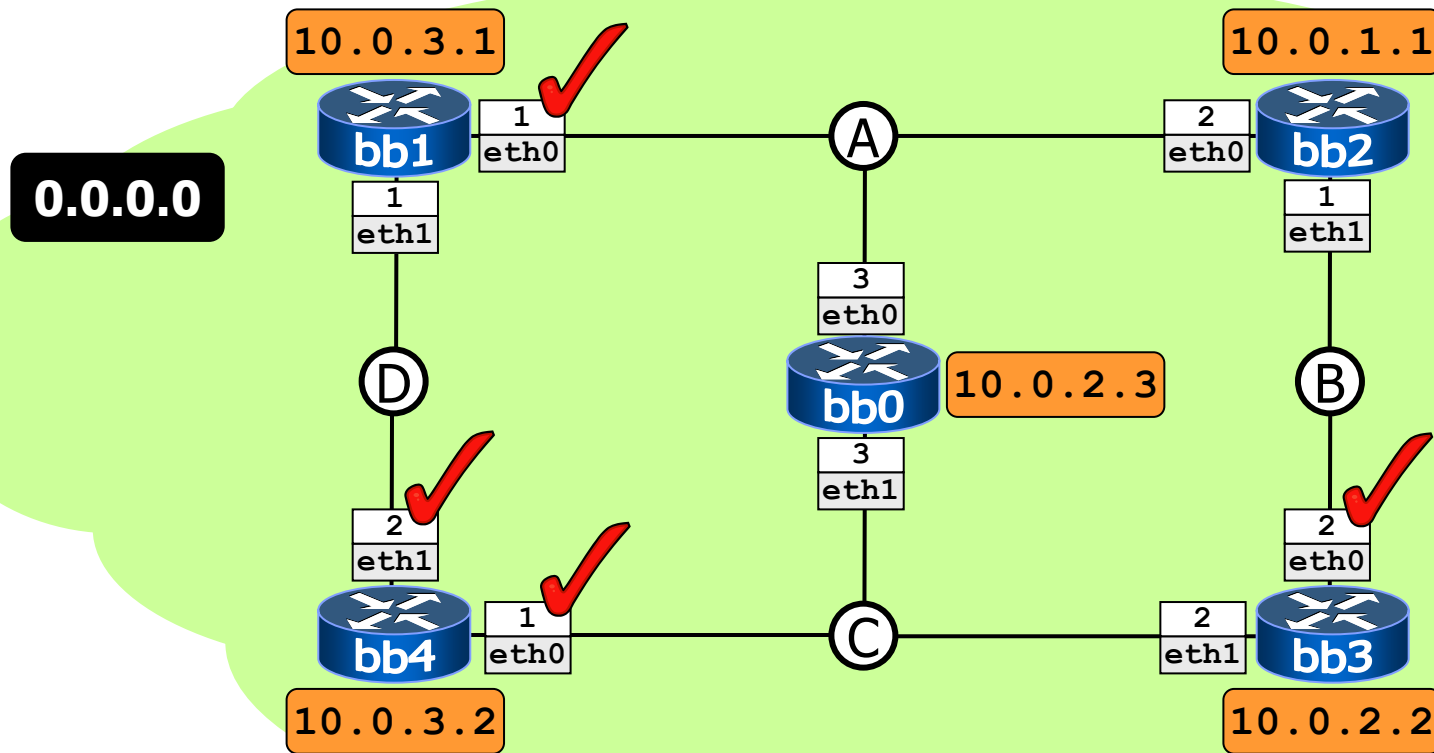 10.0.3.1
10.0.1.1
1
eth0
A
2
eth0
bb1
bb2
0.0.0.0
1
eth1
1
eth1
3
eth0
D
bb0
10.0.2.3
B
3
eth1
2
eth1
2
eth0
bb4
1
eth0
C
2
eth1
bb3
10.0.3.2
10.0.2.2